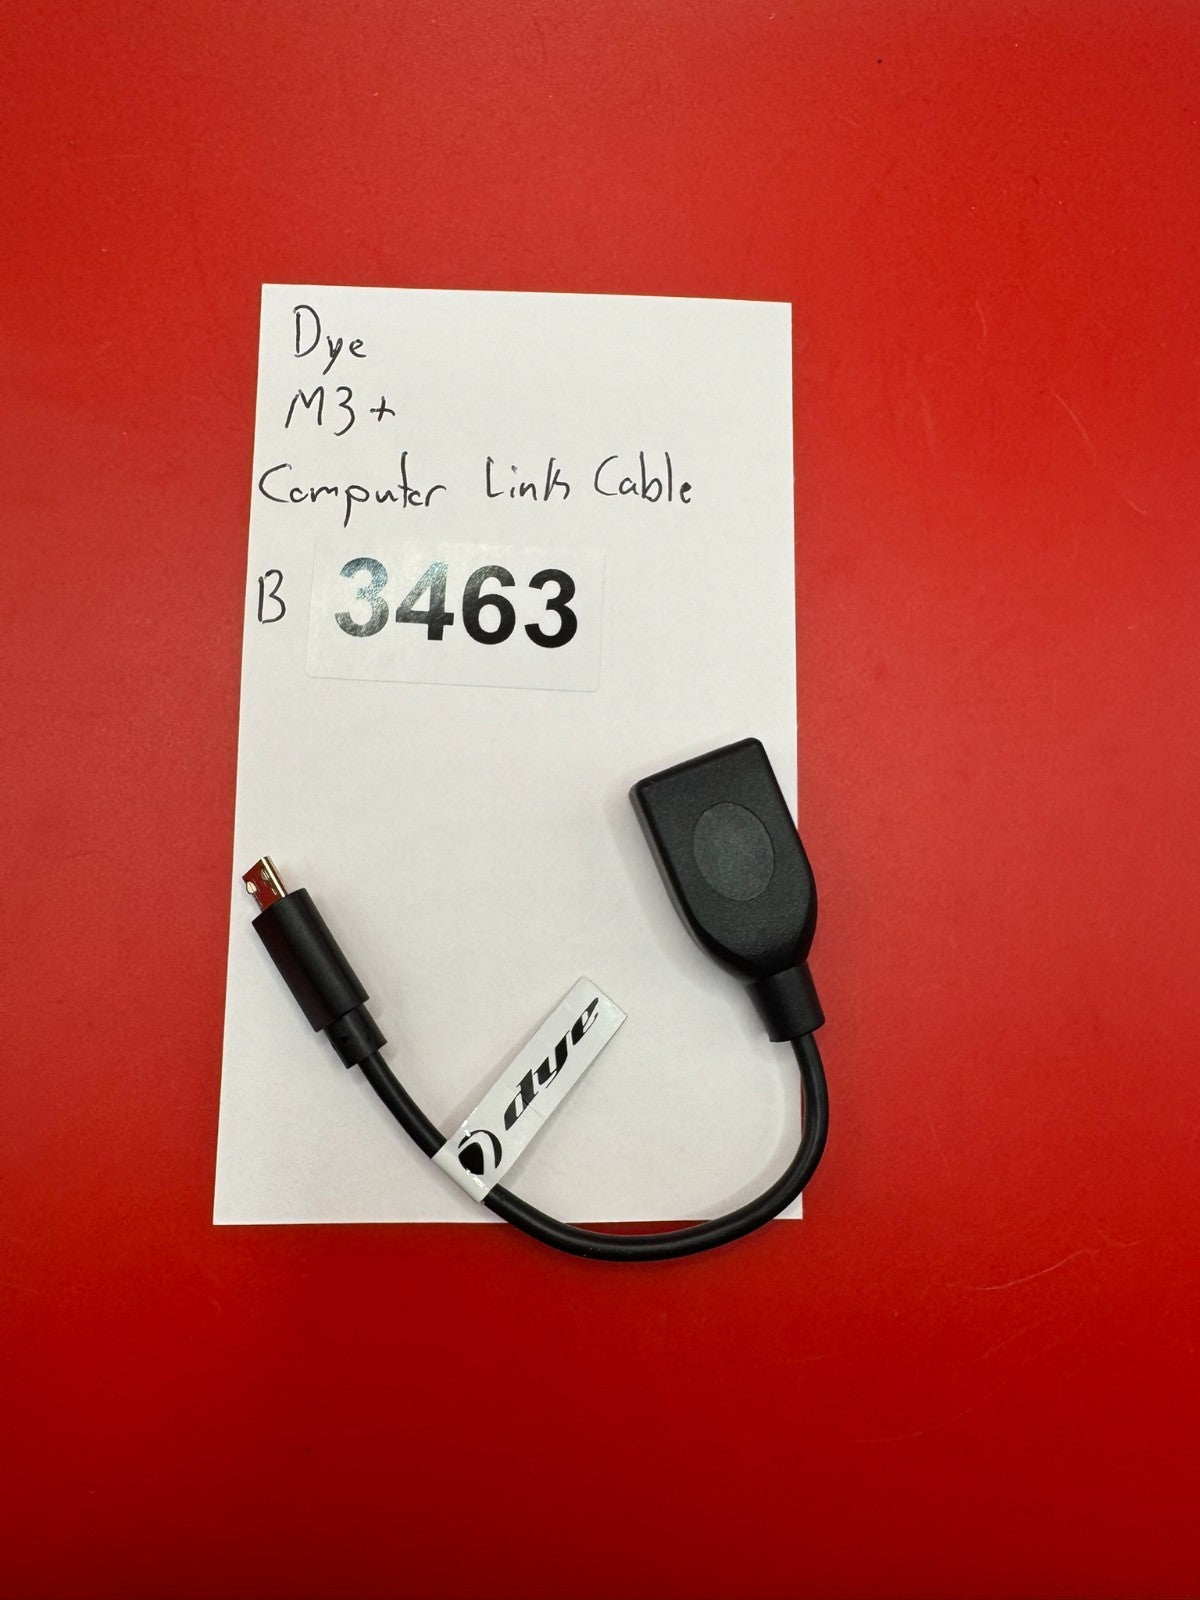 Dye
M3+
Computer Link Cable
B 3463
dye